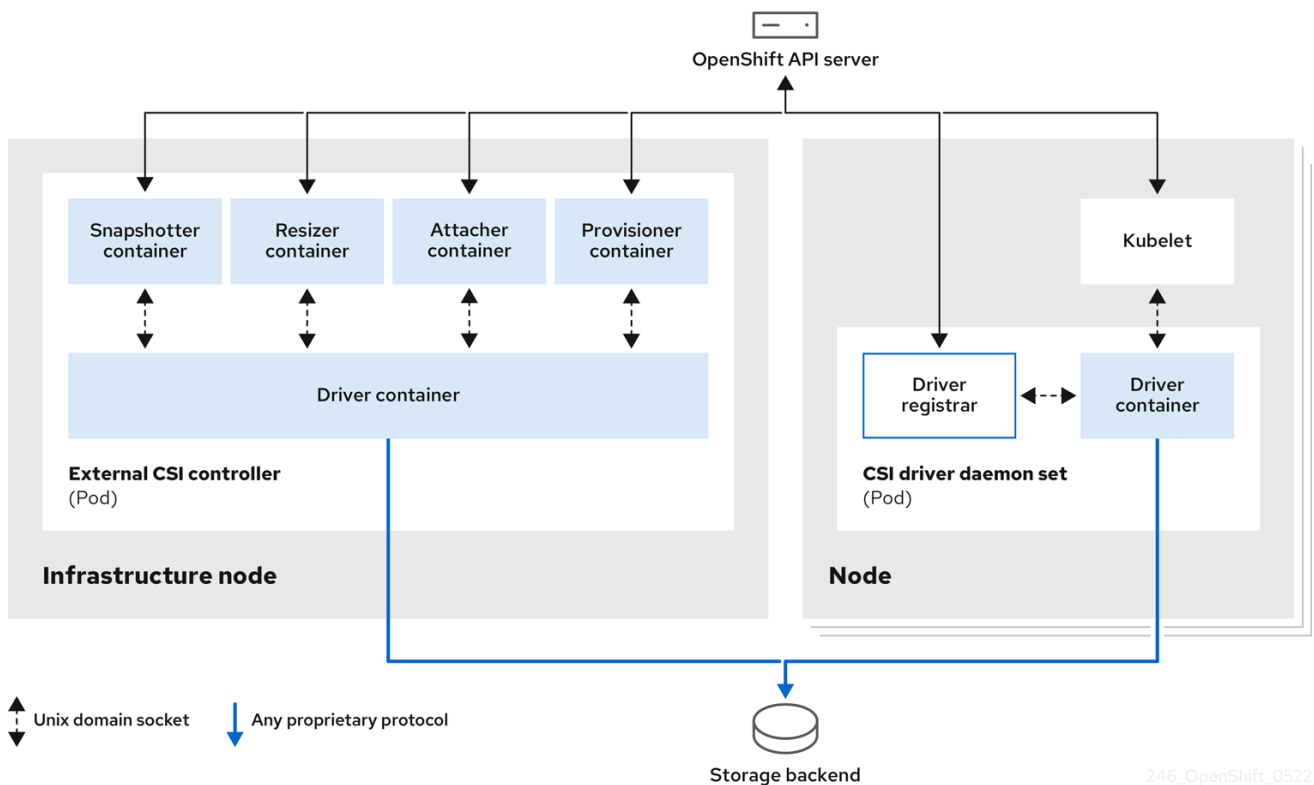 OpenShift API server
Snapshotter
container
Resizer
container
Attacher
container
Provisioner
container
Kubelet
Driver container
Driver
registrar
Driver
container
External CSI controller
(Pod)
CSI driver daemon set
(Pod)
Infrastructure node
Node
Unix domain socket
Any proprietary protocol
Storage backend
246_OpenShift_0522